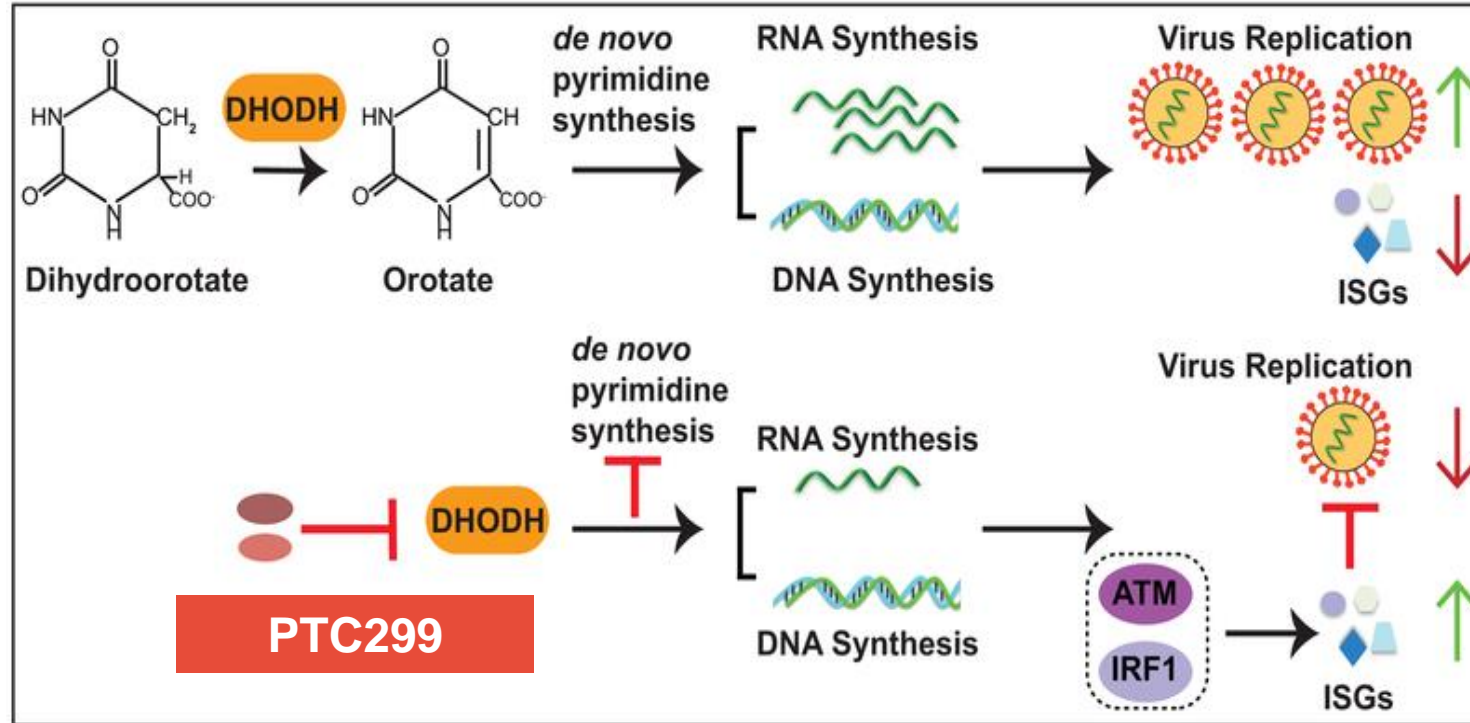 de novo
pyrimidine
synthesis
RNA Synthesis
Virus Replication
O
O
HN
CH2
DHODH
HN
CH
O
N
H
H
COO-
O
N
H
COO-
Dihydroorotate
Orotate
DNA Synthesis
ISGs
de novo
pyrimidine
synthesis
Virus Replication
RNA Synthesis
DHODH
PTC299
DNA Synthesis
ATM
IRF1
ISGs